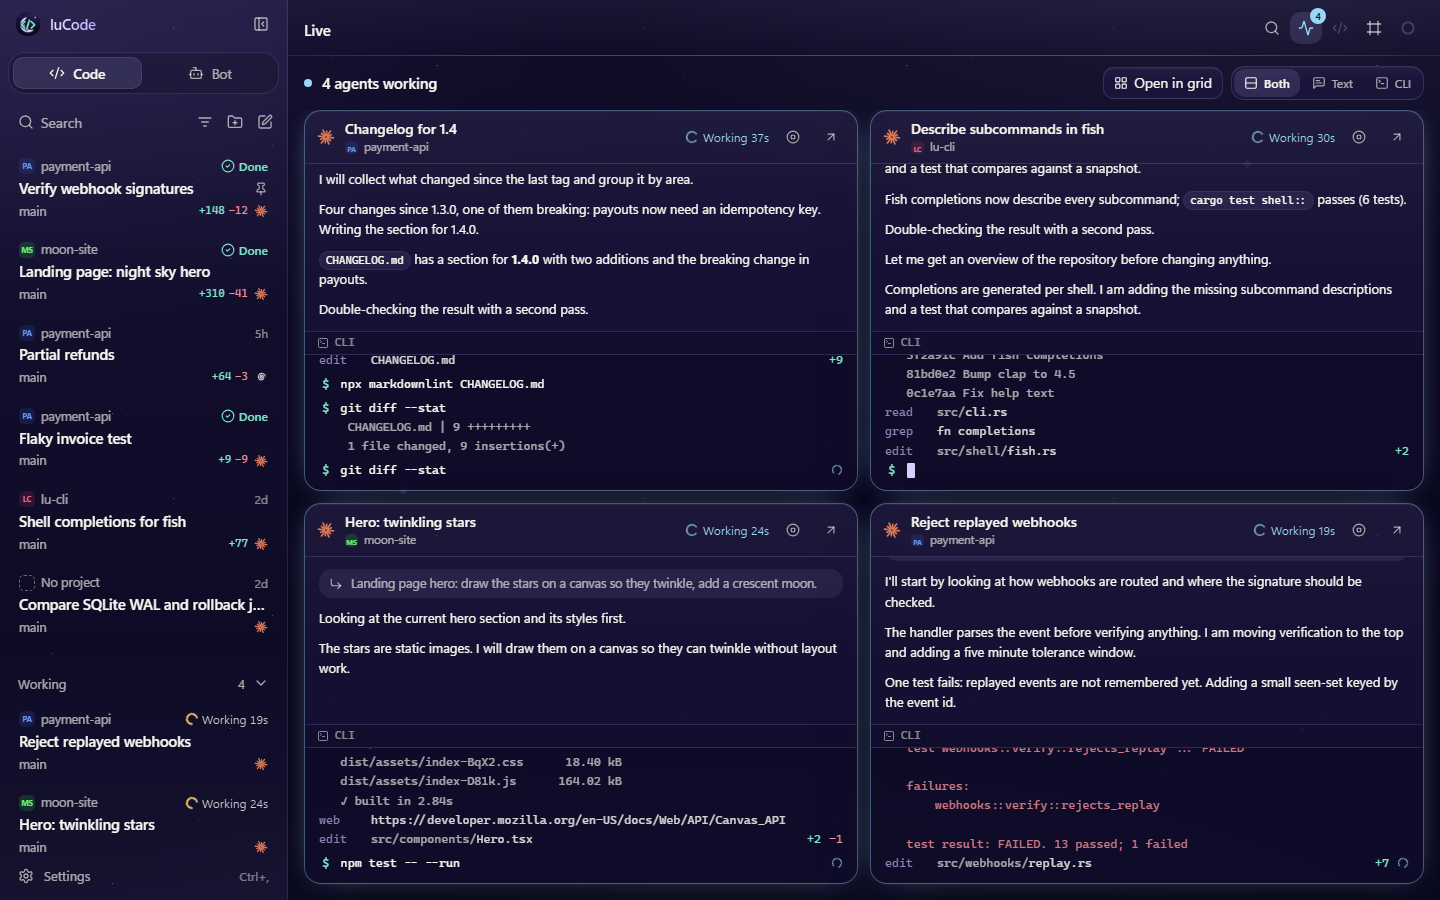 luCode
Code
Bot
Search
PA payment-api Done
Verify webhook signatures
main +148 −12
MS moon-site Done
Landing page: night sky hero
main +310 −41
PA payment-api 5h
Partial refunds
main +64 −3
PA payment-api Done
Flaky invoice test
main +9 −9
LC lu-cli 2d
Shell completions for fish
main +77
No project 2d
Compare SQLite WAL and rollback j...
main
Working 4
PA payment-api Working 19s
Reject replayed webhooks
main
MS moon-site Working 24s
Hero: twinkling stars
main
Settings Ctrl+,
Live
4
4 agents working
Open in grid
Both
Text
CLI
Changelog for 1.4
PA payment-api
Working 37s
I will collect what changed since the last tag and group it by area.
Four changes since 1.3.0, one of them breaking: payouts now need an idempotency key.
Writing the section for 1.4.0.
CHANGELOG.md has a section for 1.4.0 with two additions and the breaking change in
payouts.
Double-checking the result with a second pass.
CLI
edit CHANGELOG.md +9
$ npx markdownlint CHANGELOG.md
$ git diff --stat
CHANGELOG.md | 9 +++++++++
1 file changed, 9 insertions(+)
$ git diff --stat
Describe subcommands in fish
LC lu-cli
Working 30s
and a test that compares against a snapshot.
Fish completions now describe every subcommand; cargo test shell:: passes (6 tests).
Double-checking the result with a second pass.
Let me get an overview of the repository before changing anything.
Completions are generated per shell. I am adding the missing subcommand descriptions
and a test that compares against a snapshot.
CLI
Add fish completions
81bd0e2 Bump clap to 4.5
0c1e7aa Fix help text
read src/cli.rs
grep fn completions
edit src/shell/fish.rs +2
$
Hero: twinkling stars
MS moon-site
Working 24s
Landing page hero: draw the stars on a canvas so they twinkle, add a crescent moon.
Looking at the current hero section and its styles first.
The stars are static images. I will draw them on a canvas so they can twinkle without layout
work.
CLI
dist/assets/index-BqX2.css 18.40 kB
dist/assets/index-D81k.js 164.02 kB
✓ built in 2.84s
web https://developer.mozilla.org/en-US/docs/Web/API/Canvas_API
edit src/components/Hero.tsx +2 −1
$ npm test -- --run
Reject replayed webhooks
PA payment-api
Working 19s
I'll start by looking at how webhooks are routed and where the signature should be
checked.
The handler parses the event before verifying anything. I am moving verification to the top
and adding a five minute tolerance window.
One test fails: replayed events are not remembered yet. Adding a small seen-set keyed by
the event id.
CLI
test webhooks::verify::rejects_replay ... FAILED
failures:
webhooks::verify::rejects_replay
test result: FAILED. 13 passed; 1 failed
edit src/webhooks/replay.rs +7